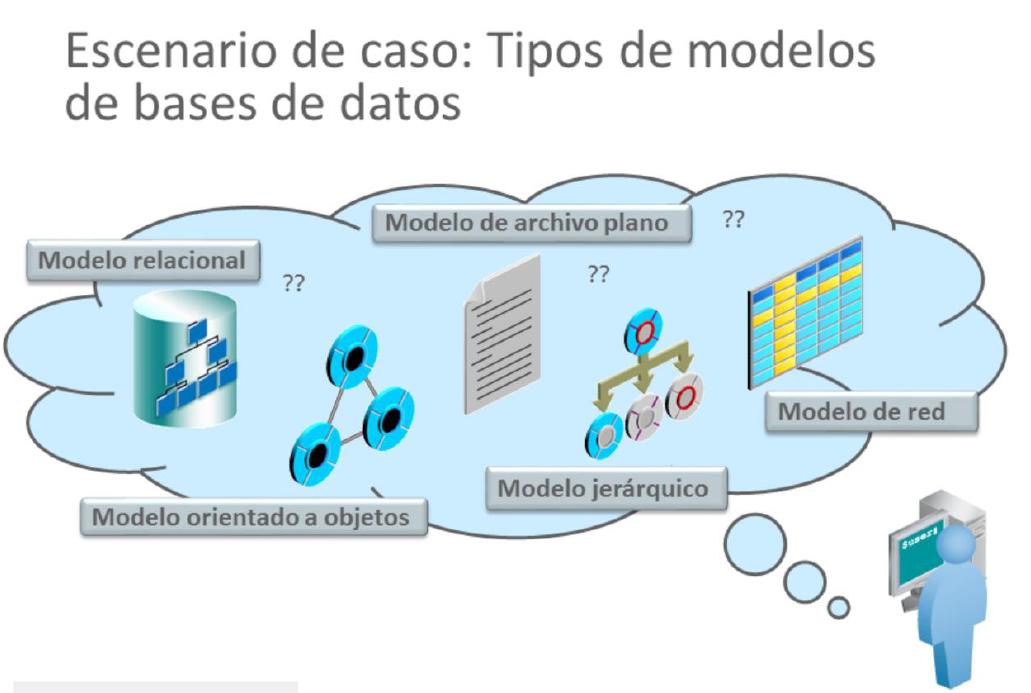 Escenario de caso: Tipos de modelos
de bases de datos
Modelo de archivo plano
??
Modelo relacional
??
??
Modelo de red
Modelo jerárquico
Modelo orientado a objetos
$user